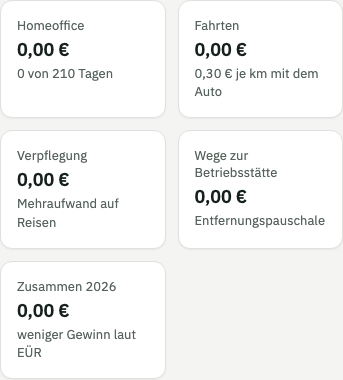 Homeoffice
0,00 €
0 von 210 Tagen
Fahrten
0,00 €
0,30 € je km mit dem
Auto
Verpflegung
0,00 €
Mehraufwand auf
Reisen
Wege zur
Betriebsstätte
0,00 €
Entfernungspauschale
Zusammen 2026
0,00 €
weniger Gewinn laut
EÜR